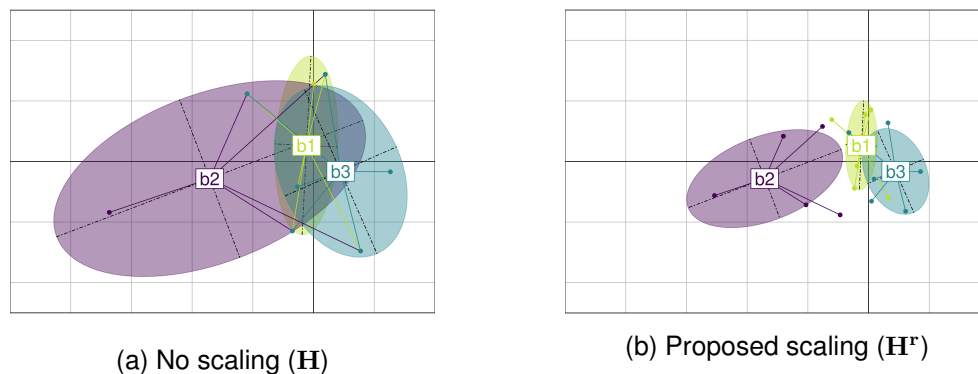 b1
b2
b3
b1
b2
b3
(a) No scaling (H)
(b) Proposed scaling (Hʳ)